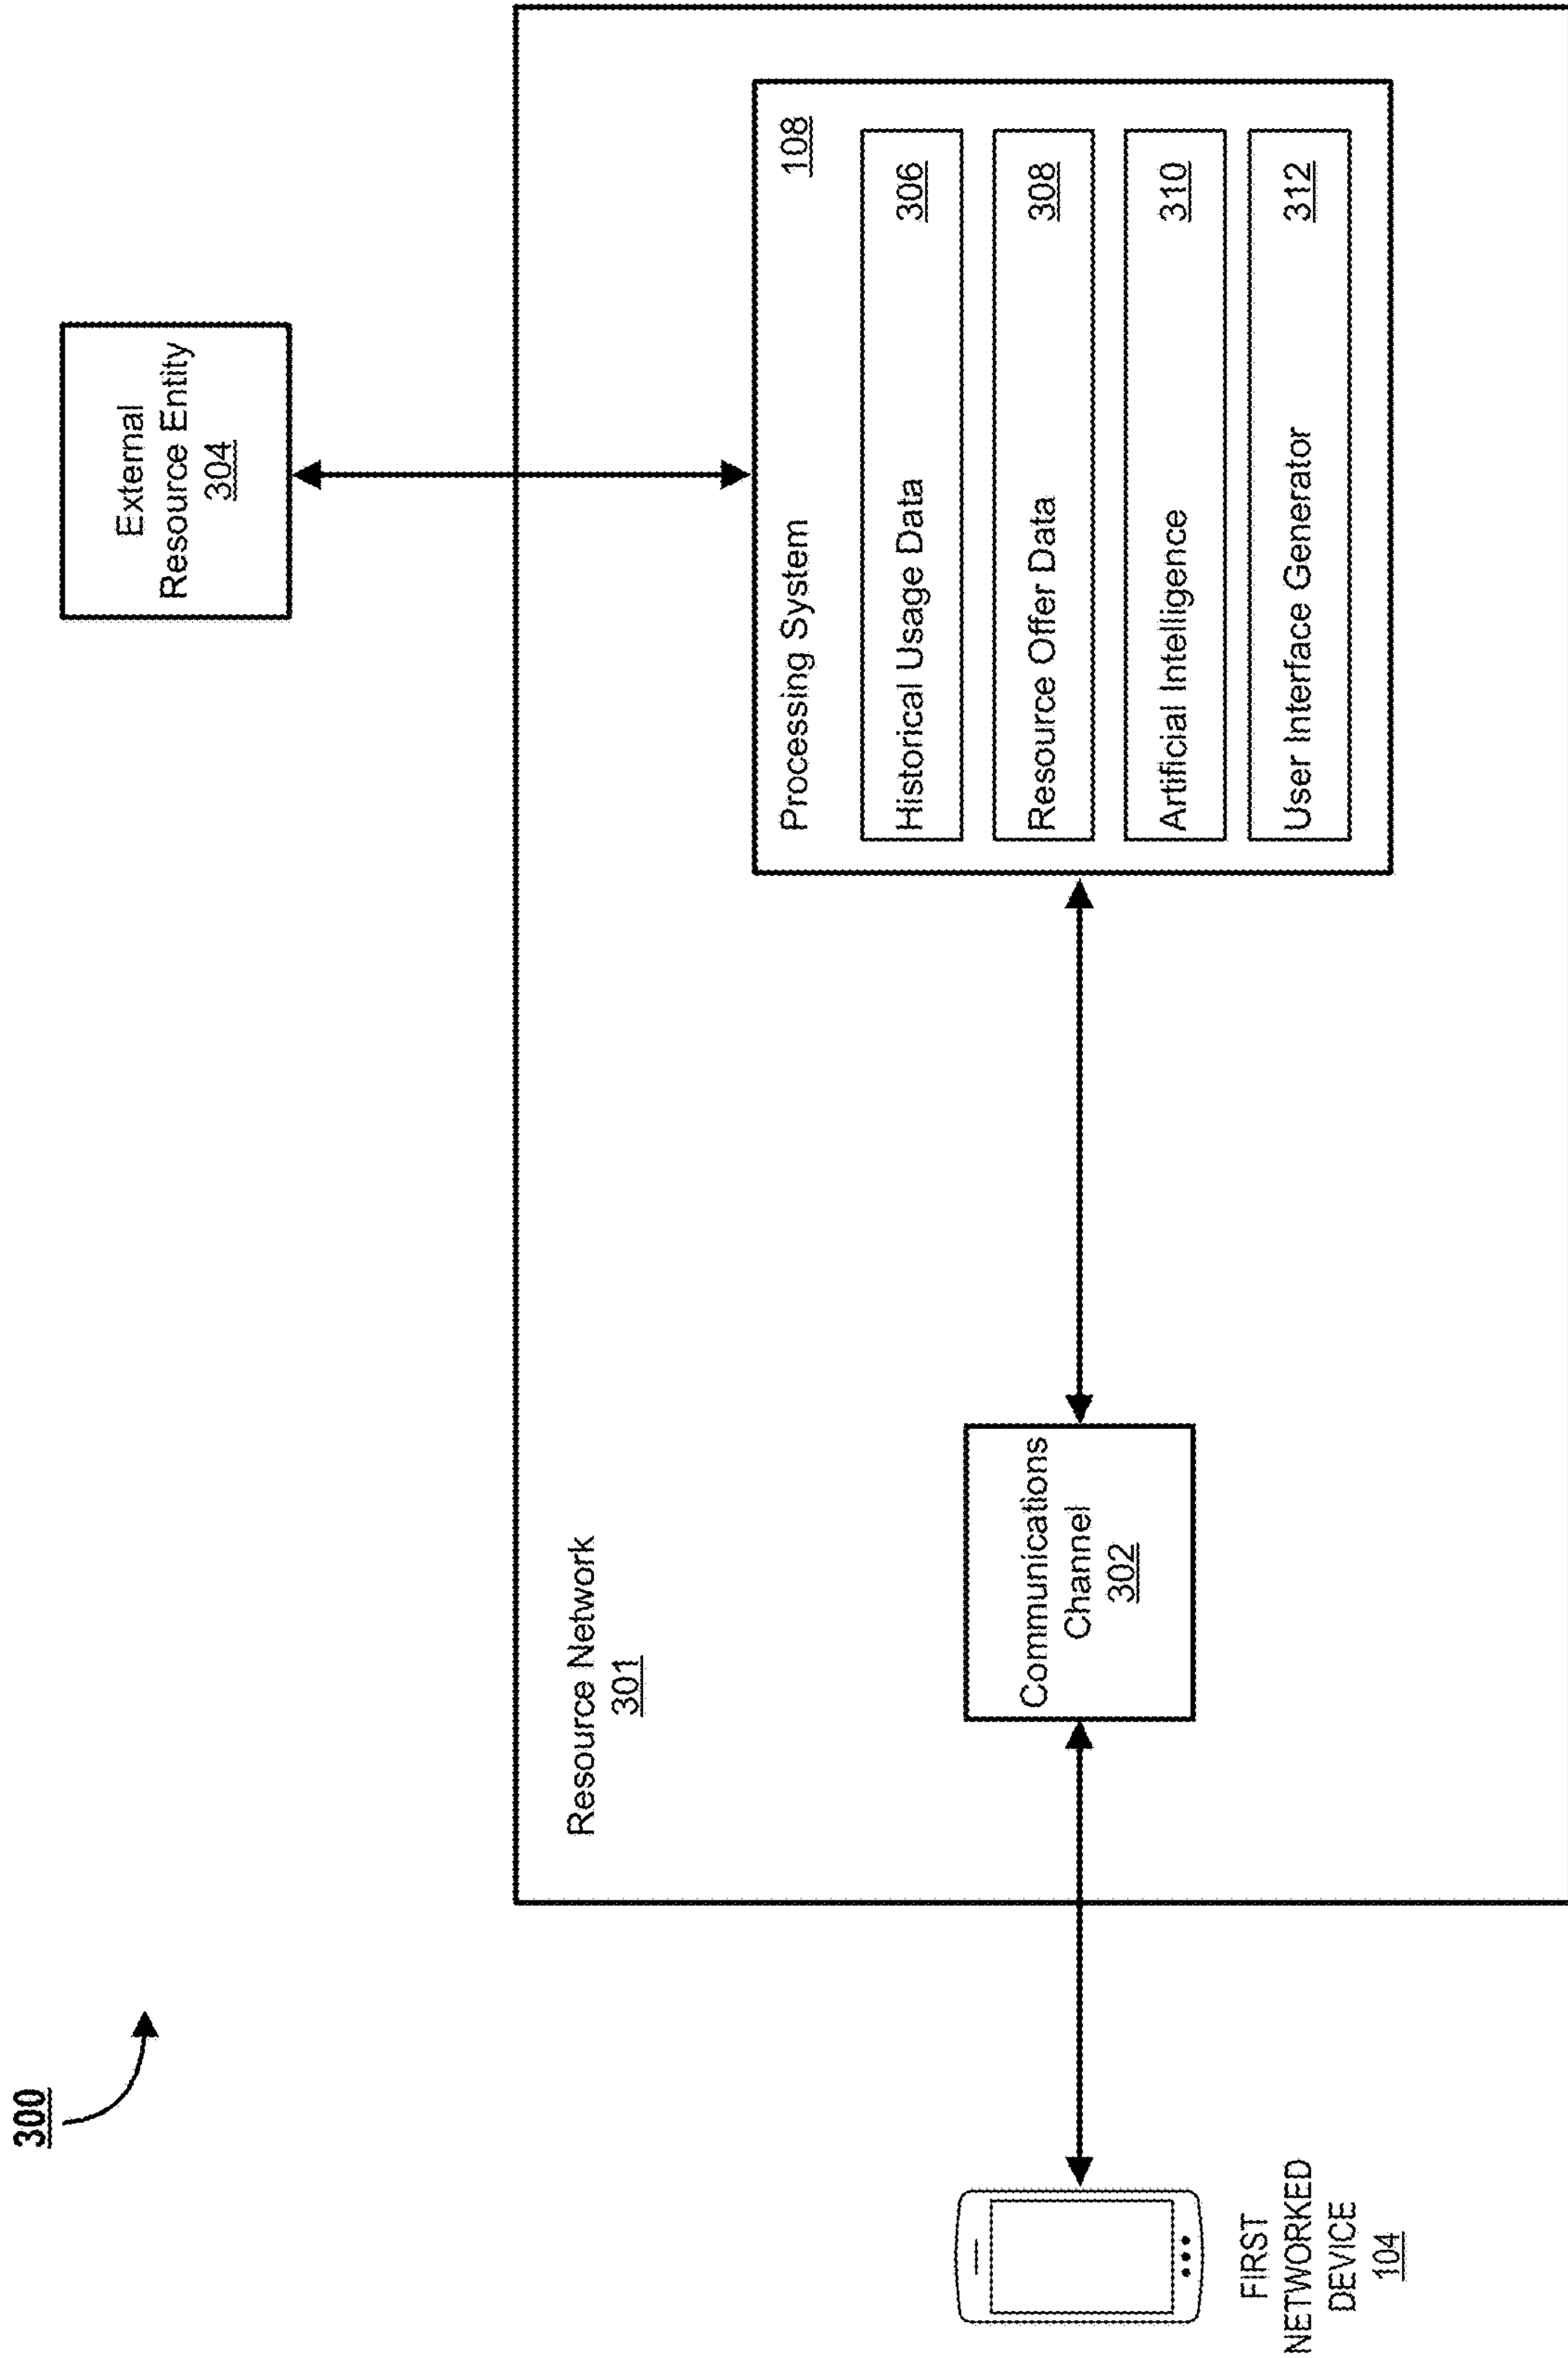 300
External
Resource Entity
304
Resource Network
301
Processing System 108
Historical Usage Data 306
Resource Offer Data 308
Artificial Intelligence 310
User Interface Generator 312
Communications
Channel
302
FIRST
NETWORKED
DEVICE
104